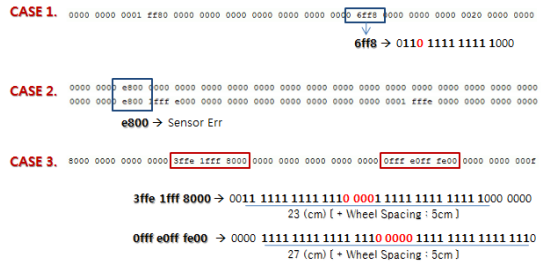 CASE 1. 0000 0000 0001 ff80 0000 0000 0000 0000 0000 0000 0000 6ff8 0000 0000 0000 0020 0000 0000
6ff8 → 0110 1111 1111 1000
CASE 2. 0000 0000 e800 0000 0000 0000 0000 0000 0000 0000 0000 0000 0000 0000 0000 0000 0000 0000
0000 0000 e800 1fff e000 0000 0000 0000 0000 0000 0000 0000 0000 0001 fffe 0000 0000 0000
e800 → Sensor Err
CASE 3. 8000 0000 0000 0000 3ffe 1fff 8000 0000 0000 0000 0000 0000 0fff e0ff fe00 0000 0000 000f
3ffe 1fff 8000 → 0011 1111 1111 1110 0001 1111 1111 1111 1000 0000
23 (cm) [ + Wheel Spacing : 5cm ]
0fff e0ff fe00 → 0000 1111 1111 1111 1110 0000 1111 1111 1111 1110
27 (cm) [ + Wheel Spacing : 5cm ]